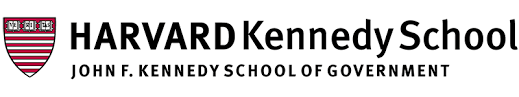 HARVARD Kennedy School
JOHN F. KENNEDY SCHOOL OF GOVERNMENT